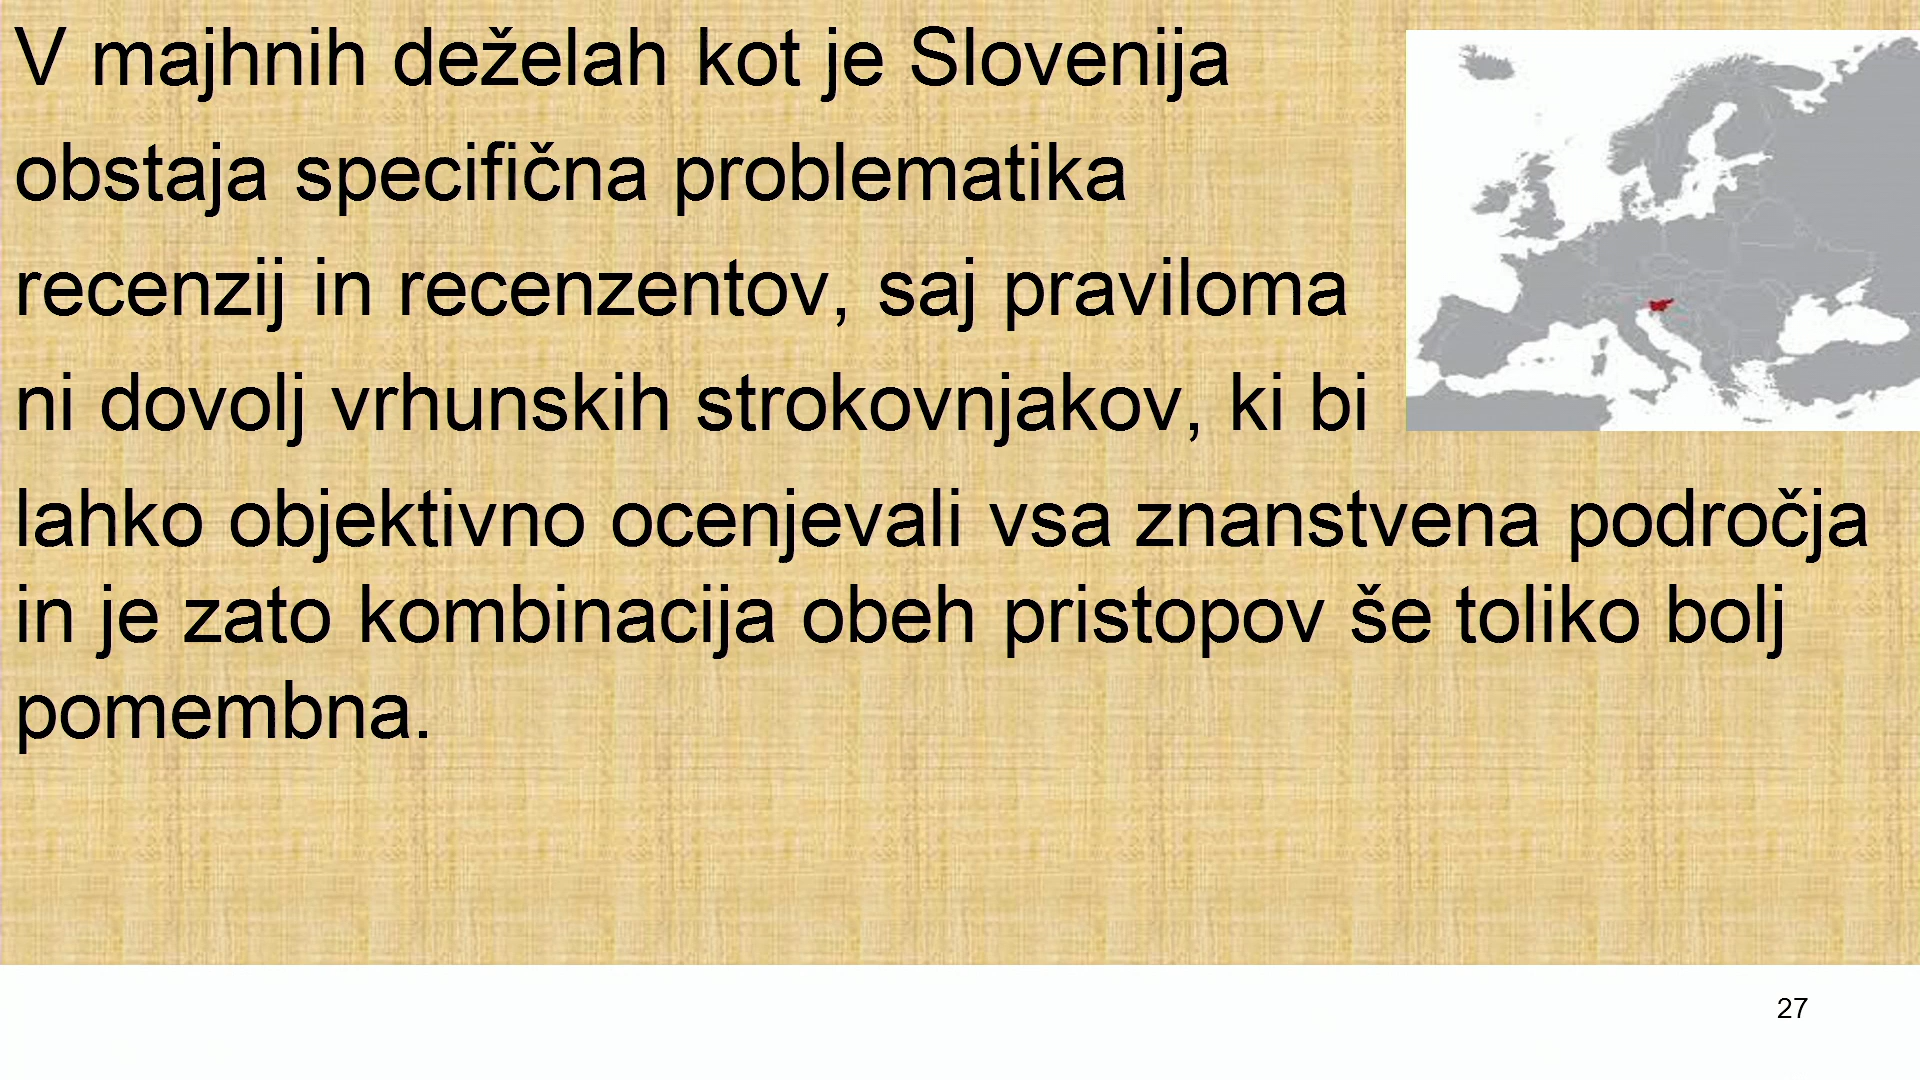 V majhnih deželah kot je Slovenija
obstaja specifična problematika
recenzij in recenzentov, saj praviloma
ni dovolj vrhunskih strokovnjakov, ki bi
lahko objektivno ocenjevali vsa znanstvena področja
in je zato kombinacija obeh pristopov še toliko bolj
pomembna.
27